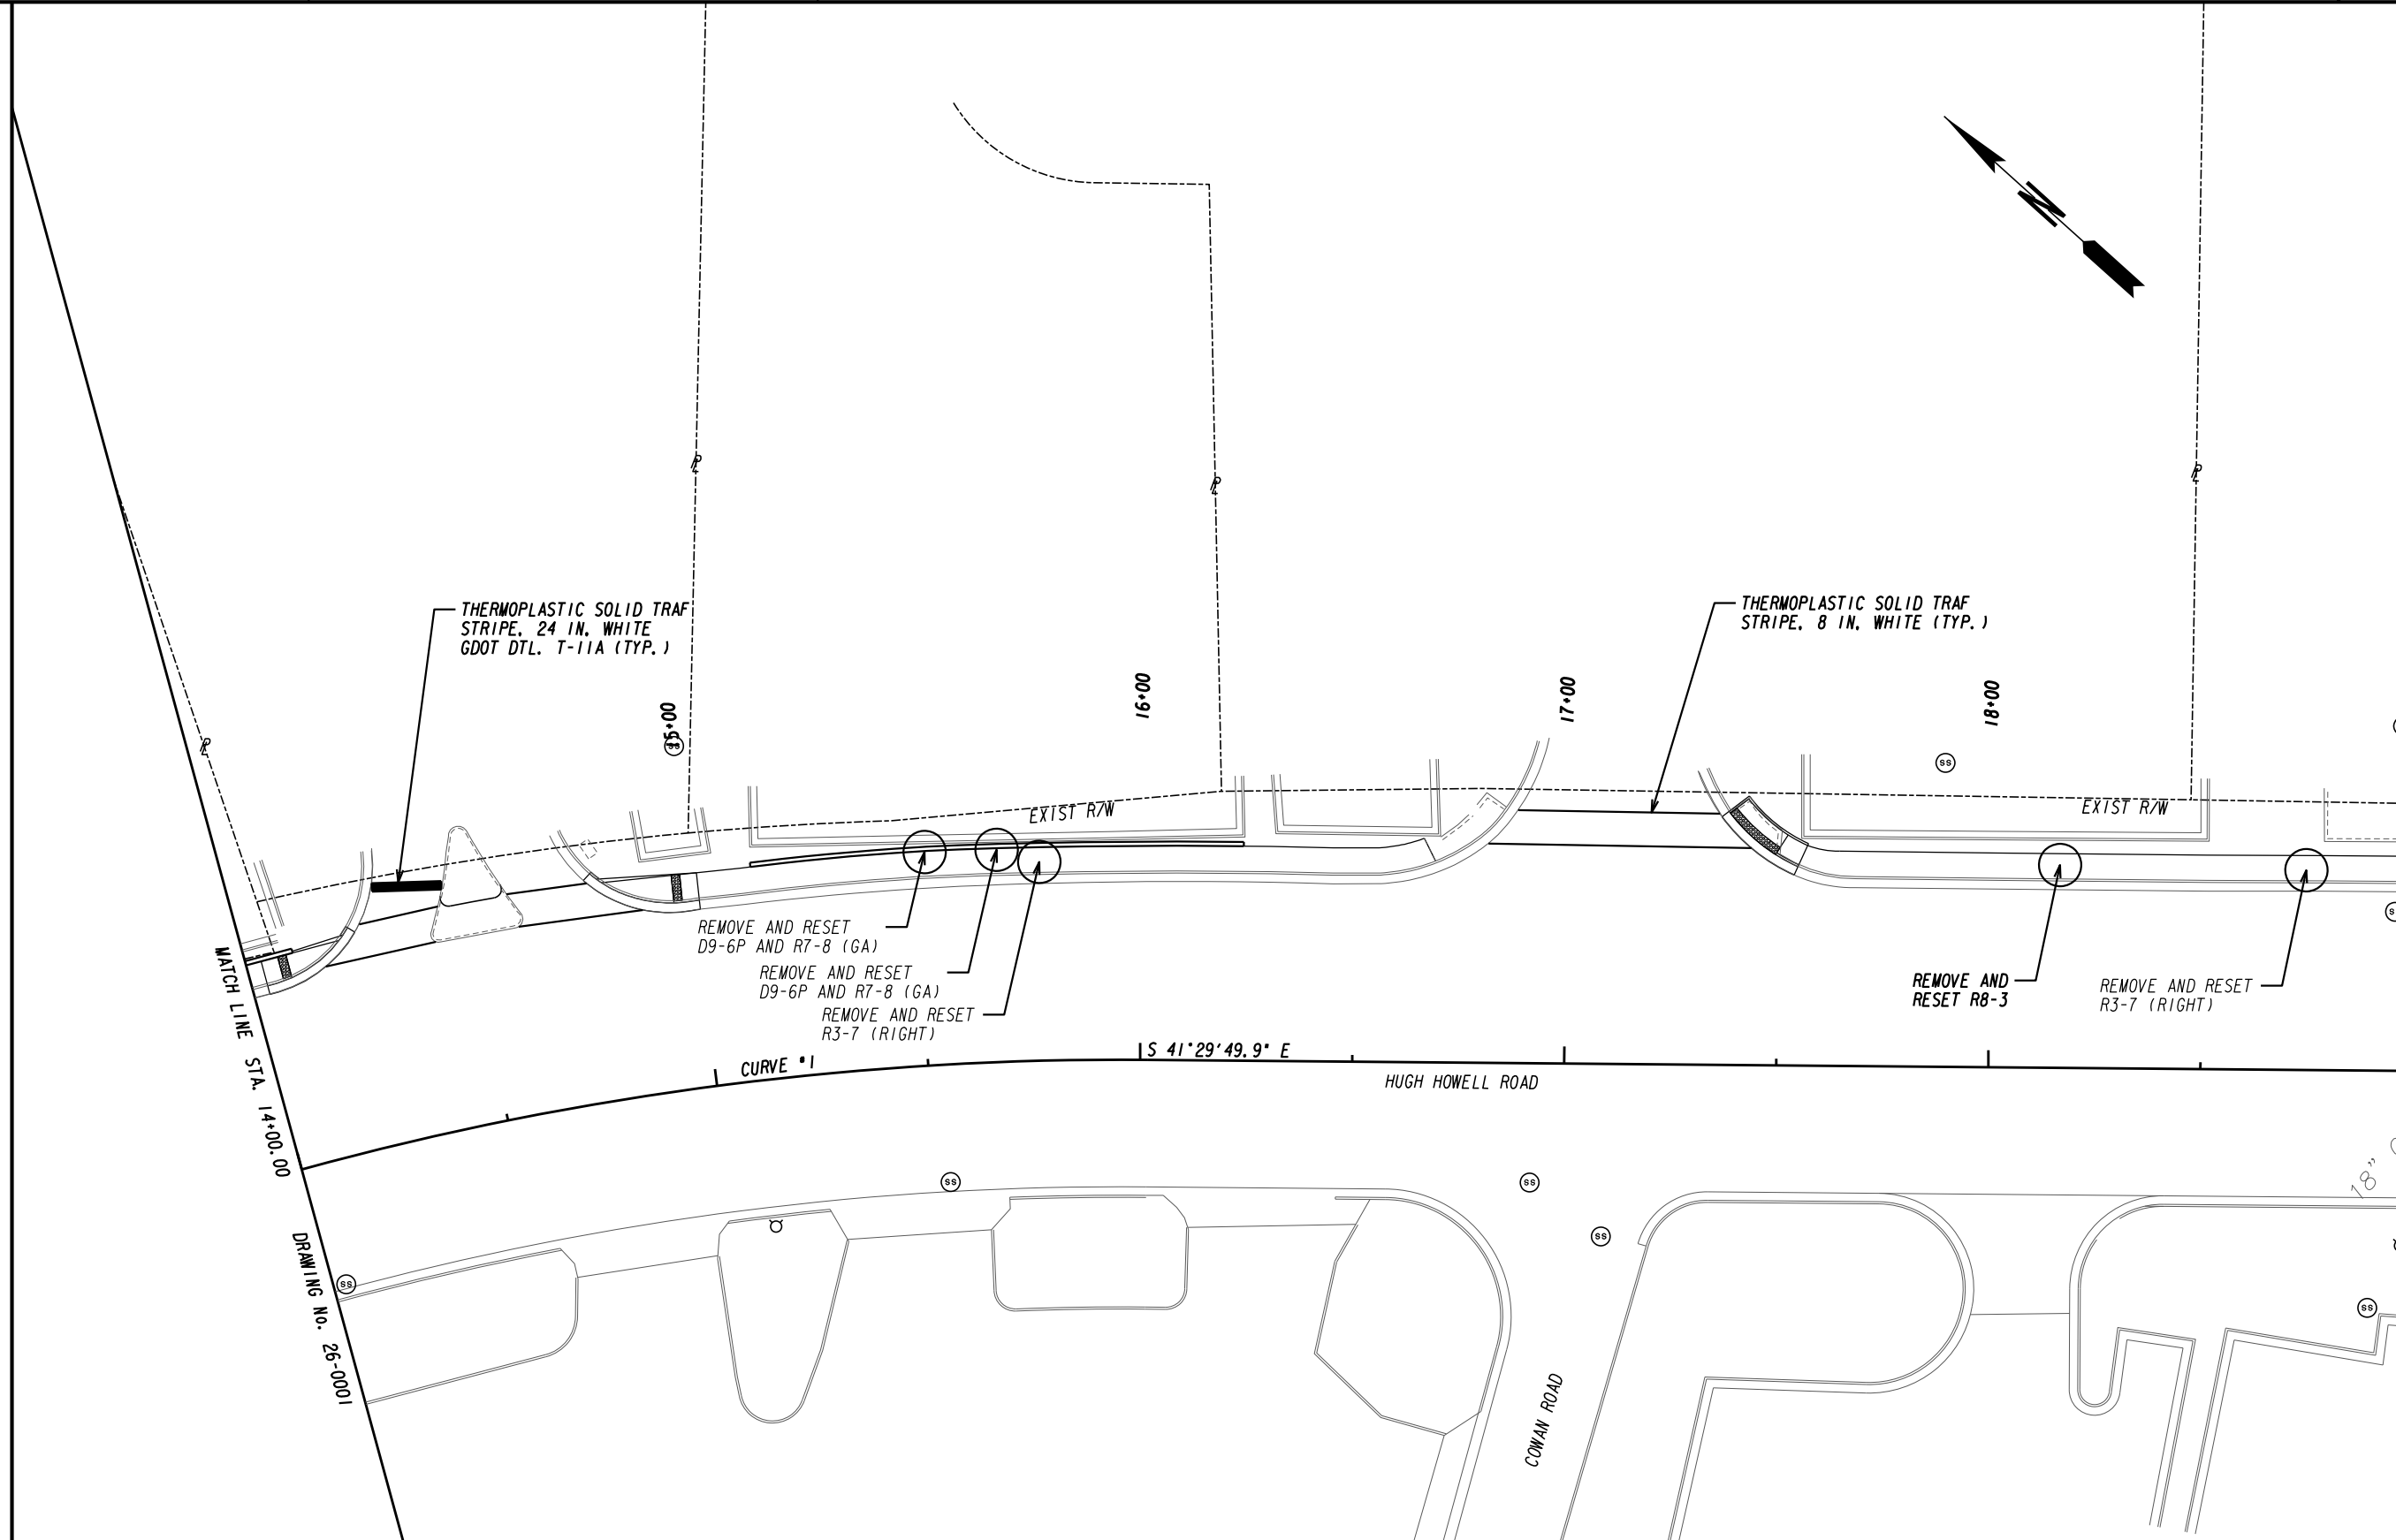 N
THERMOPLASTIC SOLID TRAF
STRIPE, 24 IN, WHITE
GDOT DTL. T-11A (TYP.)
THERMOPLASTIC SOLID TRAF
STRIPE, 8 IN, WHITE (TYP.)
15+00
16+00
17+00
18+00
SS
SS
EXIST R/W
EXIST R/W
REMOVE AND RESET
D9-6P AND R7-8 (GA)
REMOVE AND RESET
D9-6P AND R7-8 (GA)
REMOVE AND RESET
R3-7 (RIGHT)
REMOVE AND
RESET R8-3
REMOVE AND RESET
R3-7 (RIGHT)
MATCH LINE STA. 14+00.00
DRAWING No. 26-0001
CURVE #1
S 41°29'49.9" E
HUGH HOWELL ROAD
SS
SS
SS
SS
SS
18"
COWAN ROAD